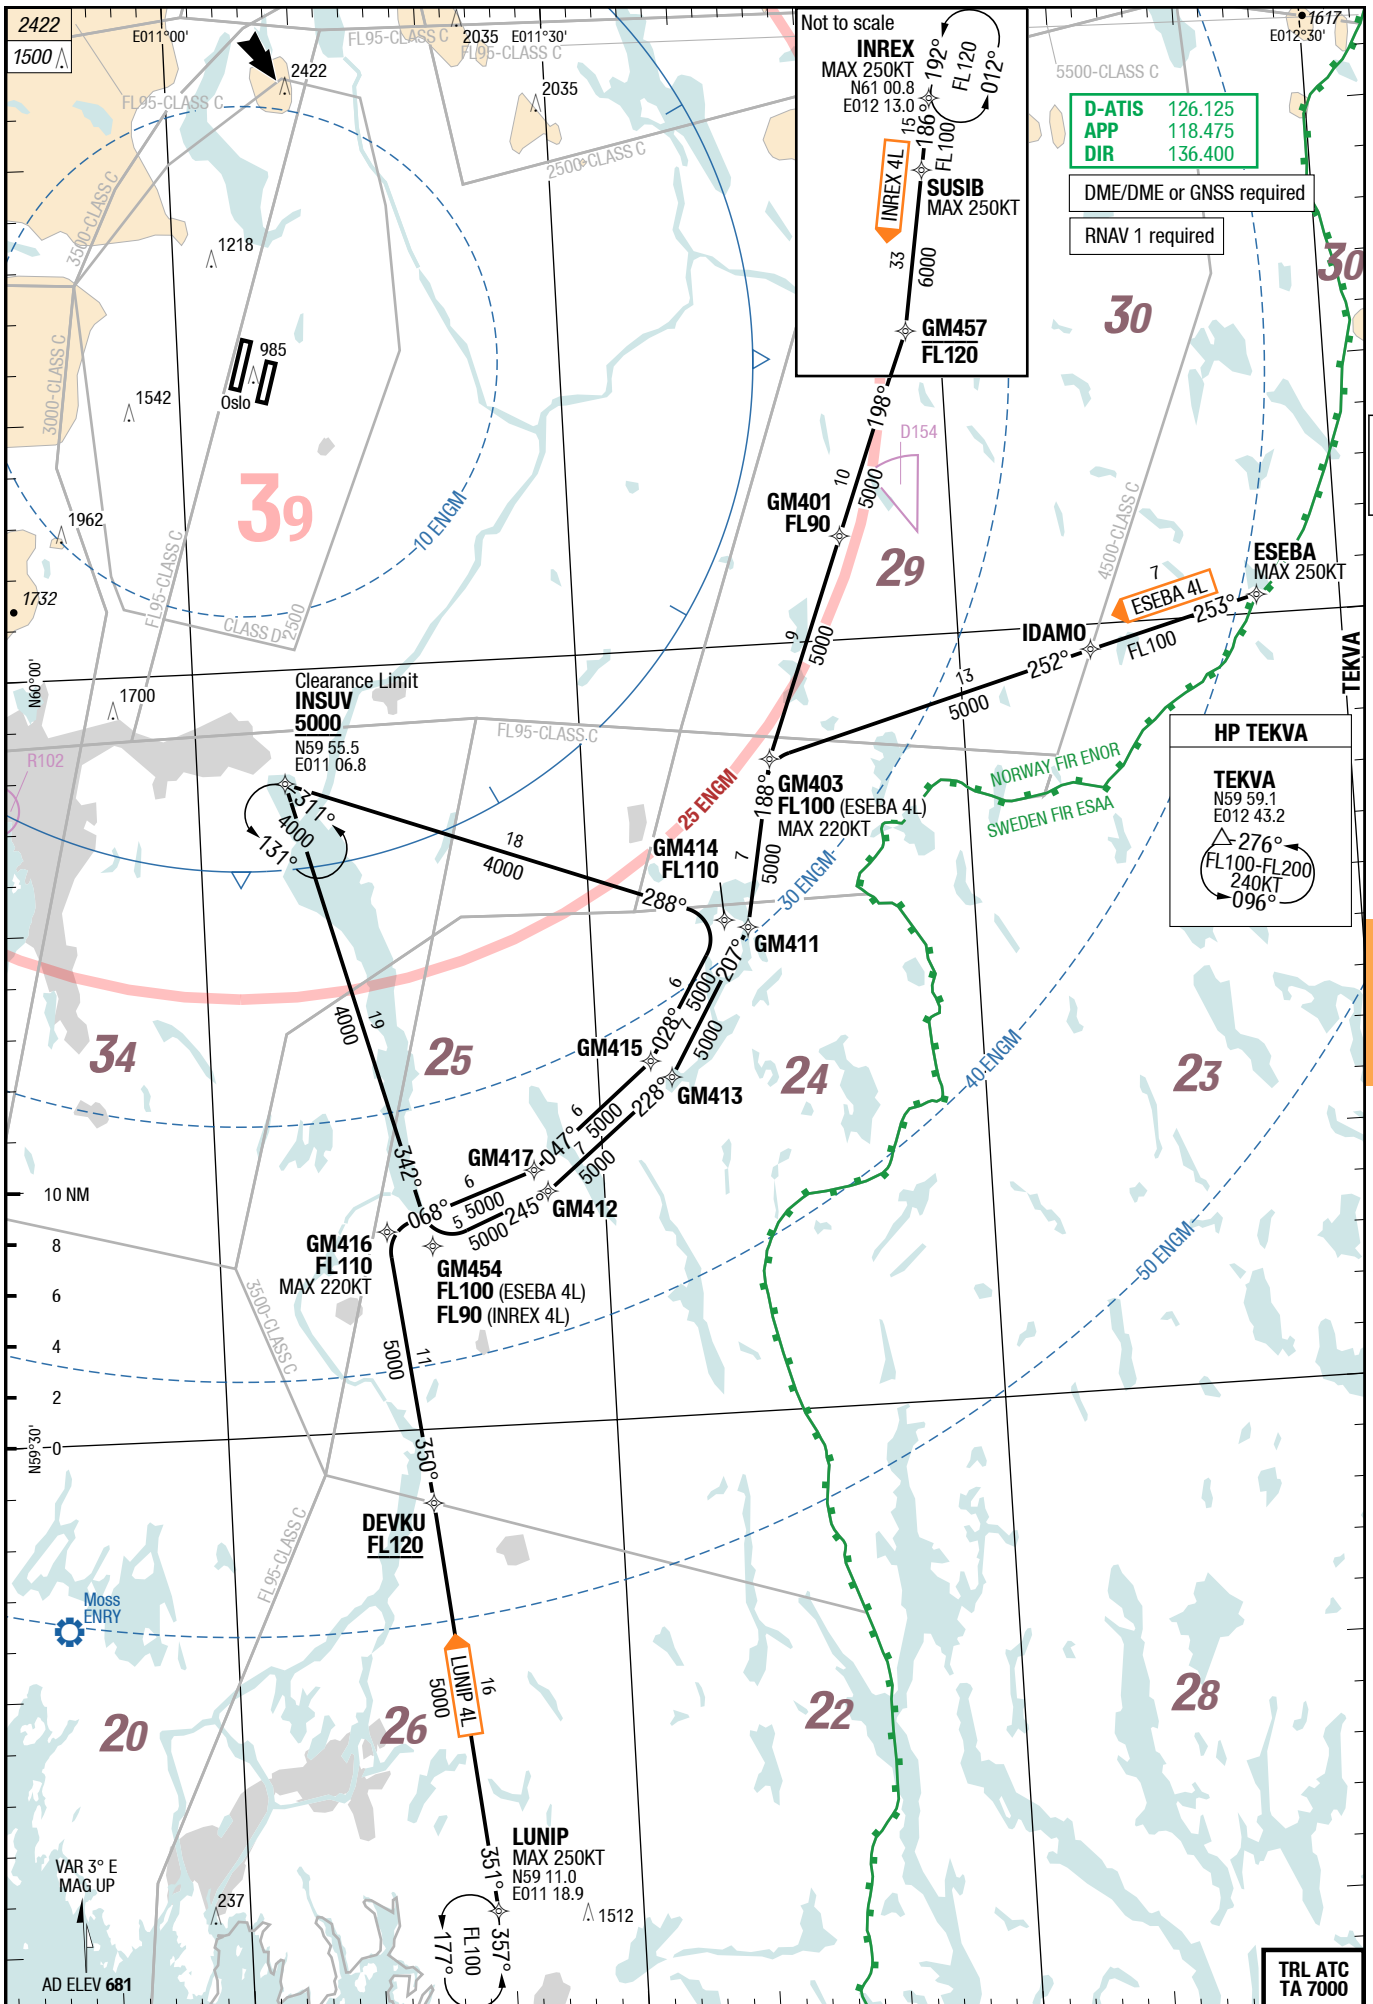 2422
1500
E011°00'
FL95-CLASS C
2035
E011°30'
FL95-CLASS C
1617
E012°30'
2422
FL95-CLASS C
2035
2500-CLASS C
3500-CLASS C
1218
985
Oslo
3000-CLASS C
1542
39
1962
10 ENGM
FL95-CLASS C
1732
CLASS D 2500
Not to scale
INREX
MAX 250KT
N61 00.8
E012 13.0
192°
FL120
012°
15
186°
FL100
INREX 4L
SUSIB
MAX 250KT
33
6000
GM457
FL120
5500-CLASS C
D-ATIS 126.125
APP 118.475
DIR 136.400
DME/DME or GNSS required
RNAV 1 required
30
30
198°
D154
10
5000
GM401
FL90
29
4500-CLASS C
ESEBA
MAX 250KT
7
ESEBA 4L
253°
FL100
IDAMO
252°
13
5000
9
5000
TEKVA
N60°00'
1700
R102
Clearance Limit
INSUV
5000
N59 55.5
E011 06.8
FL95-CLASS C
311°
4000
131°
18
4000
288°
25 ENGM
GM403
FL100 (ESEBA 4L)
MAX 220KT
188°
7
5000
GM414
FL110
30 ENGM
GM411
NORWAY FIR ENOR
SWEDEN FIR ESAA
HP TEKVA
TEKVA
N59 59.1
E012 43.2
276°
FL100-FL200
240KT
096°
207°
6
5000
028°
7
5000
GM415
GM413
34
4000
19
25
24
40 ENGM
23
228°
6
5000
047°
7
5000
GM417
342°
GM412
6
5000
068°
5
5000
245°
10 NM
8
6
4
2
0
GM416
FL110
MAX 220KT
GM454
FL100 (ESEBA 4L)
FL90 (INREX 4L)
50 ENGM
3500-CLASS C
5000
11
N59°30'
350°
DEVKU
FL120
FL95-CLASS C
Moss
ENRY
LUNIP 4L
5000
16
20
26
22
28
LUNIP
MAX 250KT
N59 11.0
E011 18.9
351°
1512
VAR 3° E
MAG UP
237
177°
FL100
357°
AD ELEV 681
TRL ATC
TA 7000